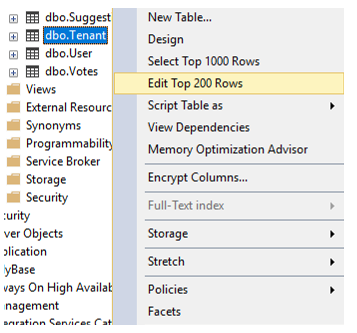 dbo.Suggest
dbo.Tenant
dbo.User
dbo.Votes
Views
External Resourc
Synonyms
Programmability
Service Broker
Storage
Security
curity
ver Objects
plication
lyBase
ways On High Availab
nagement
egration Services Cat
New Table...
Design
Select Top 1000 Rows
Edit Top 200 Rows
Script Table as
View Dependencies
Memory Optimization Advisor
Encrypt Columns...
Full-Text index
Storage
Stretch
Policies
Facets